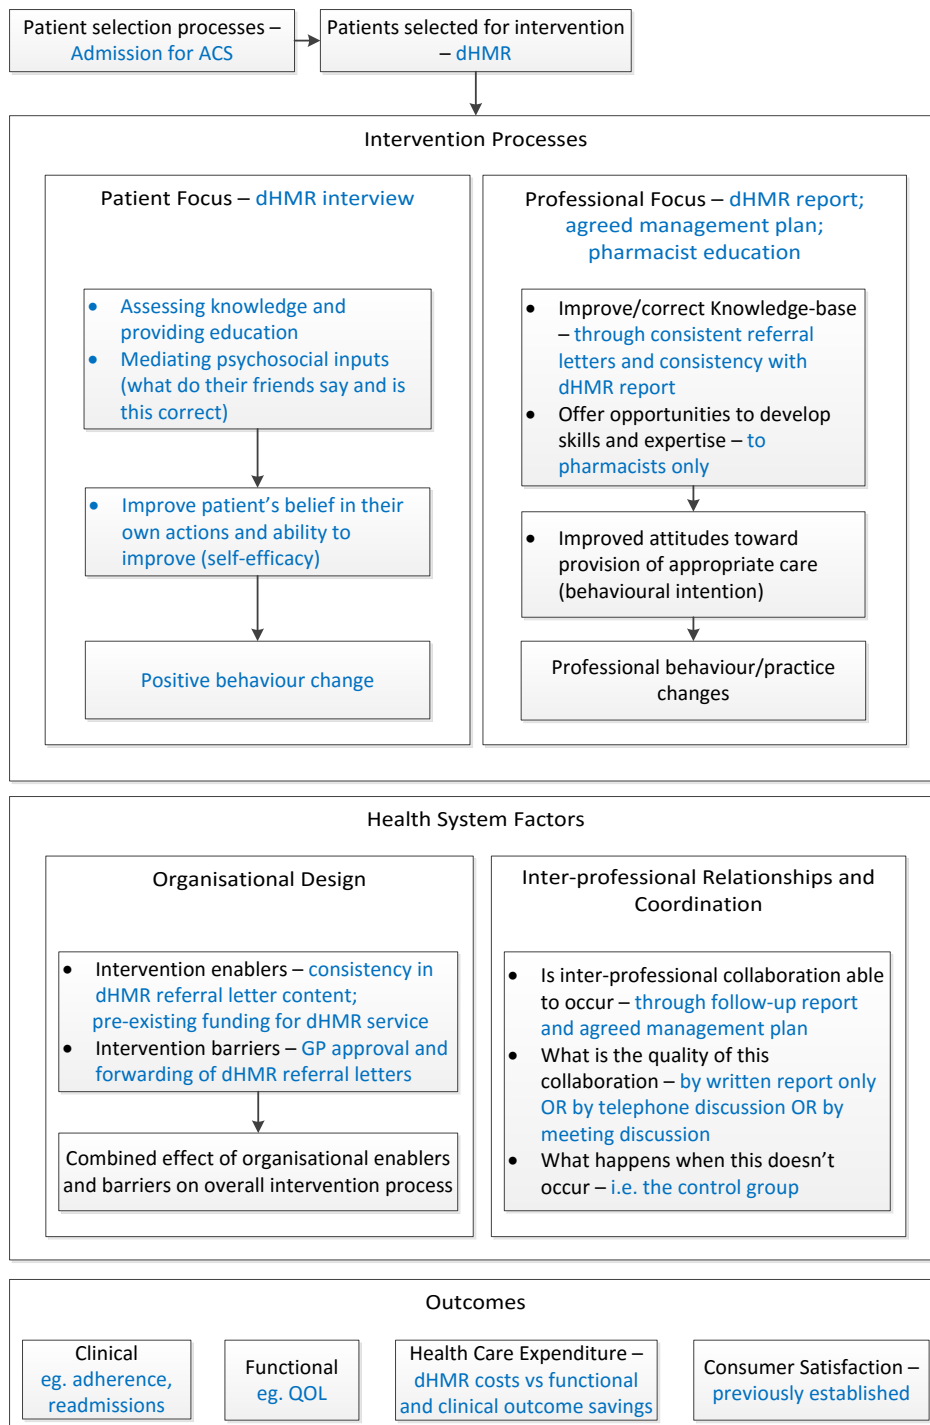 Patient selection processes –
Admission for ACS
Patients selected for intervention
– dHMR
Intervention Processes
Patient Focus – dHMR interview
• Assessing knowledge and
providing education
• Mediating psychosocial inputs
(what do their friends say and is
this correct)
• Improve patient’s belief in their
own actions and ability to
improve (self-efficacy)
Positive behaviour change
Professional Focus – dHMR report;
agreed management plan;
pharmacist education
• Improve/correct Knowledge-base
– through consistent referral
letters and consistency with
dHMR report
• Offer opportunities to develop
skills and expertise – to
pharmacists only
• Improved attitudes toward
provision of appropriate care
(behavioural intention)
Professional behaviour/practice
changes
Health System Factors
Organisational Design
• Intervention enablers – consistency in
dHMR referral letter content;
pre-existing funding for dHMR service
• Intervention barriers – GP approval and
forwarding of dHMR referral letters
Combined effect of organisational enablers
and barriers on overall intervention process
Inter-professional Relationships and
Coordination
• Is inter-professional collaboration able
to occur – through follow-up report
and agreed management plan
• What is the quality of this
collaboration – by written report only
OR by telephone discussion OR by
meeting discussion
• What happens when this doesn’t
occur – i.e. the control group
Outcomes
Clinical
eg. adherence,
readmissions
Functional
eg. QOL
Health Care Expenditure –
dHMR costs vs functional
and clinical outcome savings
Consumer Satisfaction –
previously established